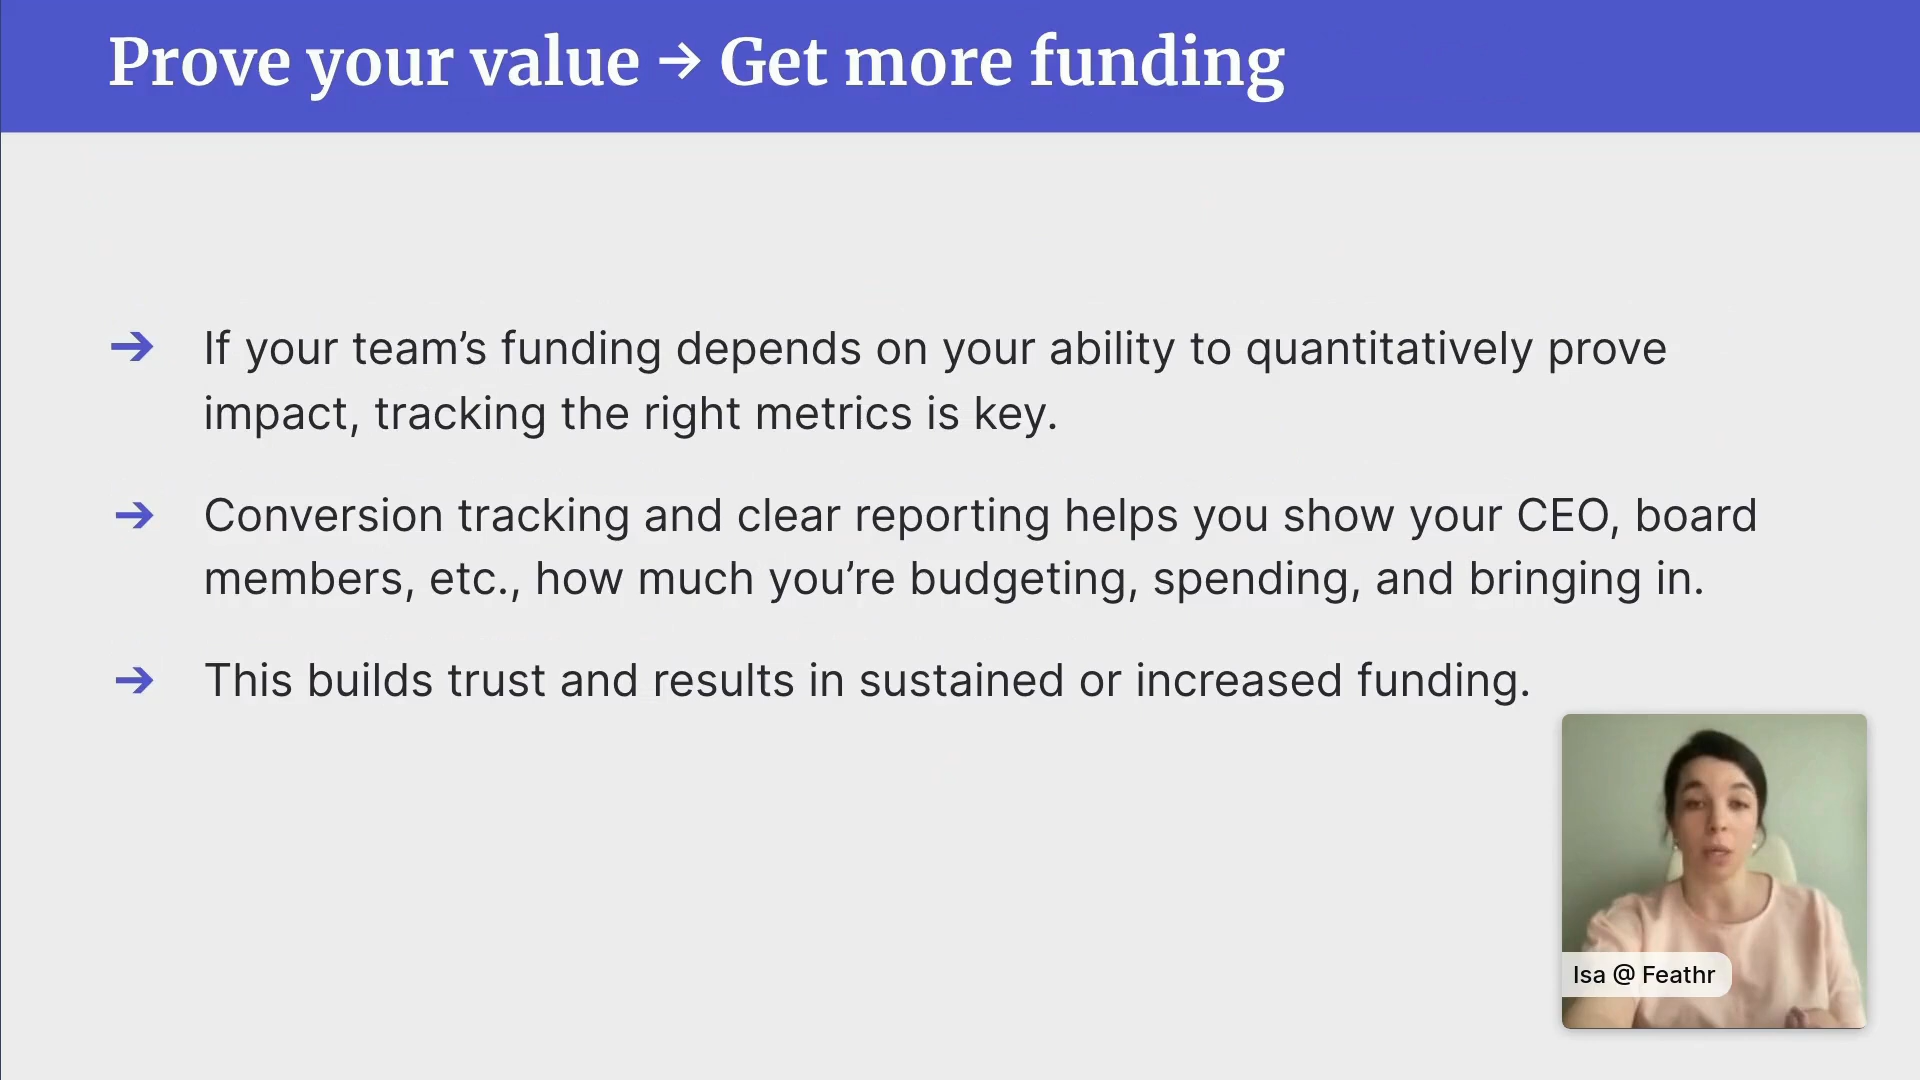 Prove your value → Get more funding
➔ If your team’s funding depends on your ability to quantitatively prove
impact, tracking the right metrics is key.
➔ Conversion tracking and clear reporting helps you show your CEO, board
members, etc., how much you’re budgeting, spending, and bringing in.
➔ This builds trust and results in sustained or increased funding.
Isa @ Feathr